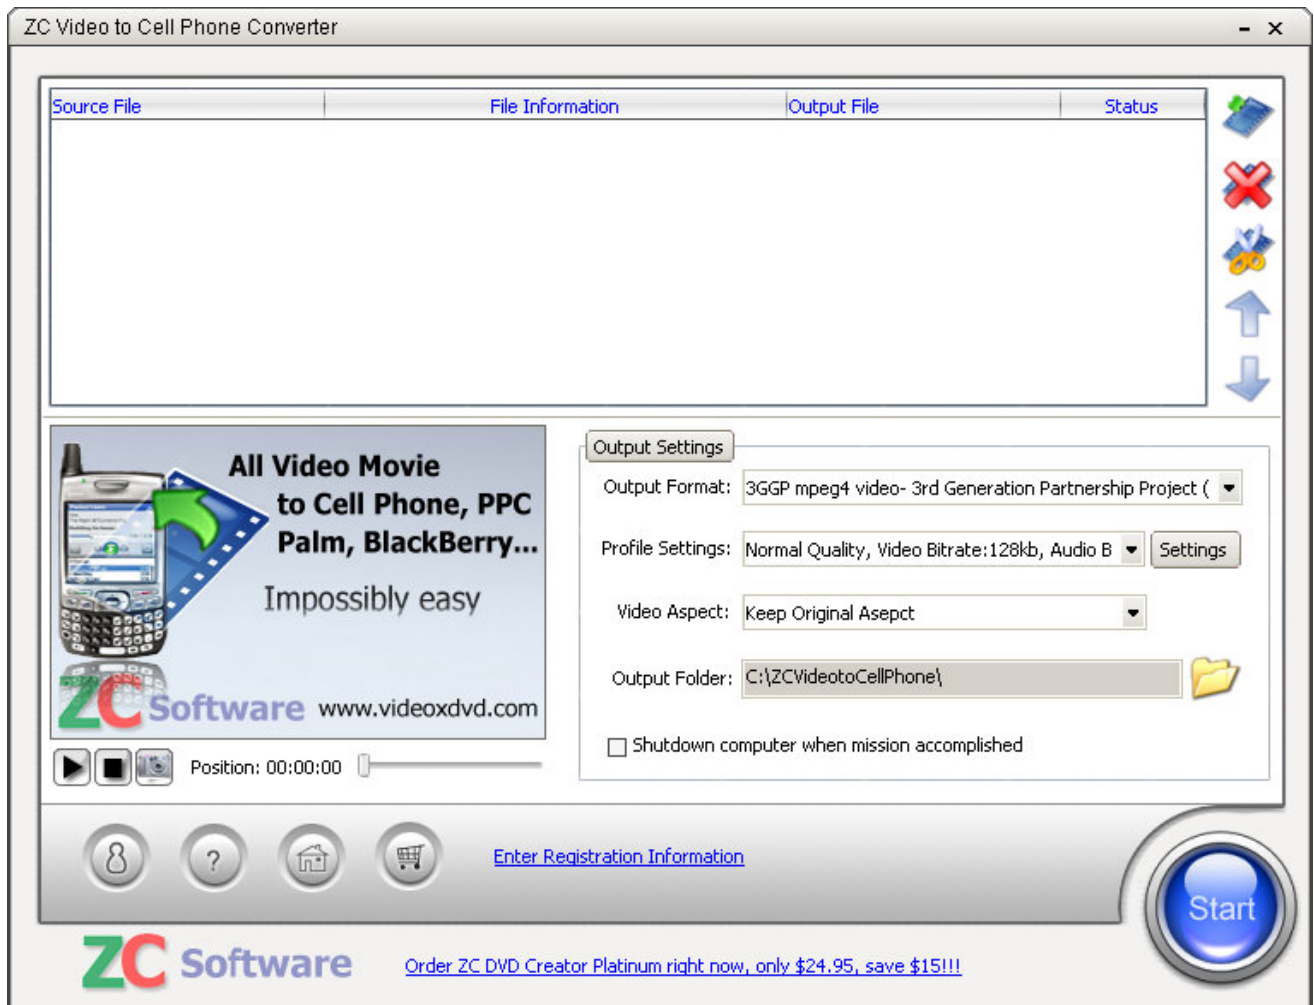 ZC Video to Cell Phone Converter
Source File File Information Output File Status
All Video Movie
to Cell Phone, PPC
Palm, BlackBerry...
Impossibly easy
ZC Software www.videoxdvd.com
Position: 00:00:00
Output Settings
Output Format: 3GGP mpeg4 video- 3rd Generation Partnership Project (
Profile Settings: Normal Quality, Video Bitrate:128kb, Audio B Settings
Video Aspect: Keep Original Asepct
Output Folder: C:\ZCVideotoCellPhone\
Shutdown computer when mission accomplished
Enter Registration Information
Start
ZC Software
Order ZC DVD Creator Platinum right now, only $24.95, save $15!!!